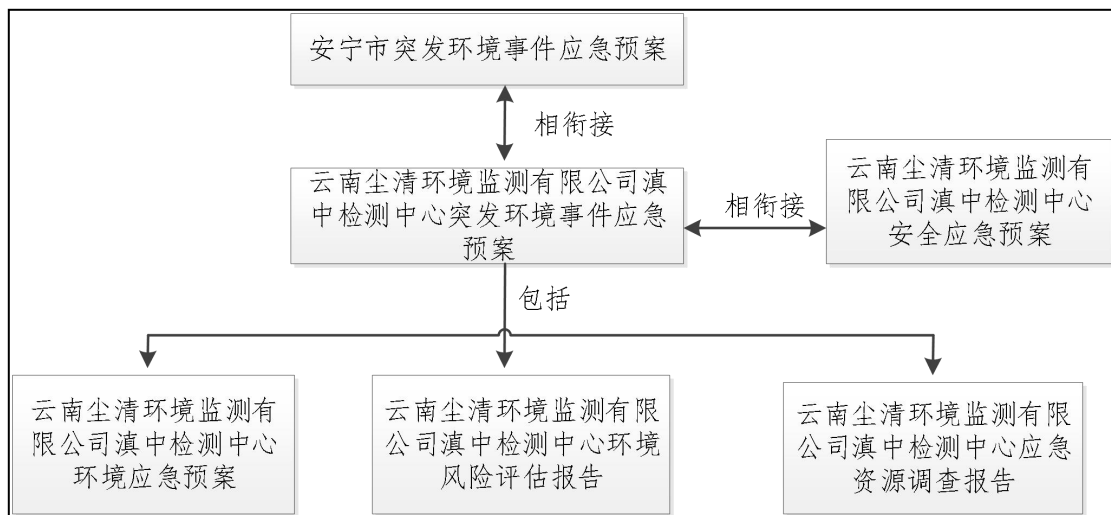 安宁市突发环境事件应急预案
相衔接
云南尘清环境监测有限公司滇
中检测中心突发环境事件应急
预案
相衔接
云南尘清环境监测有
限公司滇中检测中心
安全应急预案
包括
云南尘清环境监测有
限公司滇中检测中心
环境应急预案
云南尘清环境监测有限
公司滇中检测中心环境
风险评估报告
云南尘清环境监测有限
公司滇中检测中心应急
资源调查报告